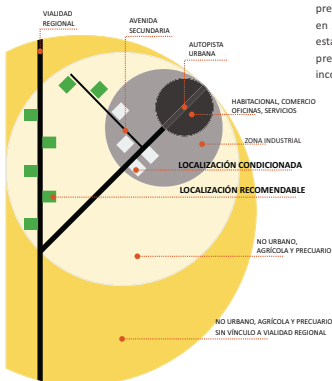 VIALIDAD
REGIONAL
AVENIDA
SECUNDARIA
AUTOPISTA
URBANA
HABITACIONAL, COMERCIO
OFICINAS, SERVICIOS
ZONA INDUSTRIAL
LOCALIZACIÓN CONDICIONADA
LOCALIZACIÓN RECOMENDABLE
NO URBANO,
AGRÍCOLA Y PRECUARIO
NO URBANO, AGRÍCOLA Y PRECUARIO
SIN VÍNCULO A VIALIDAD REGIONAL
pre
en
esta
pre
inco